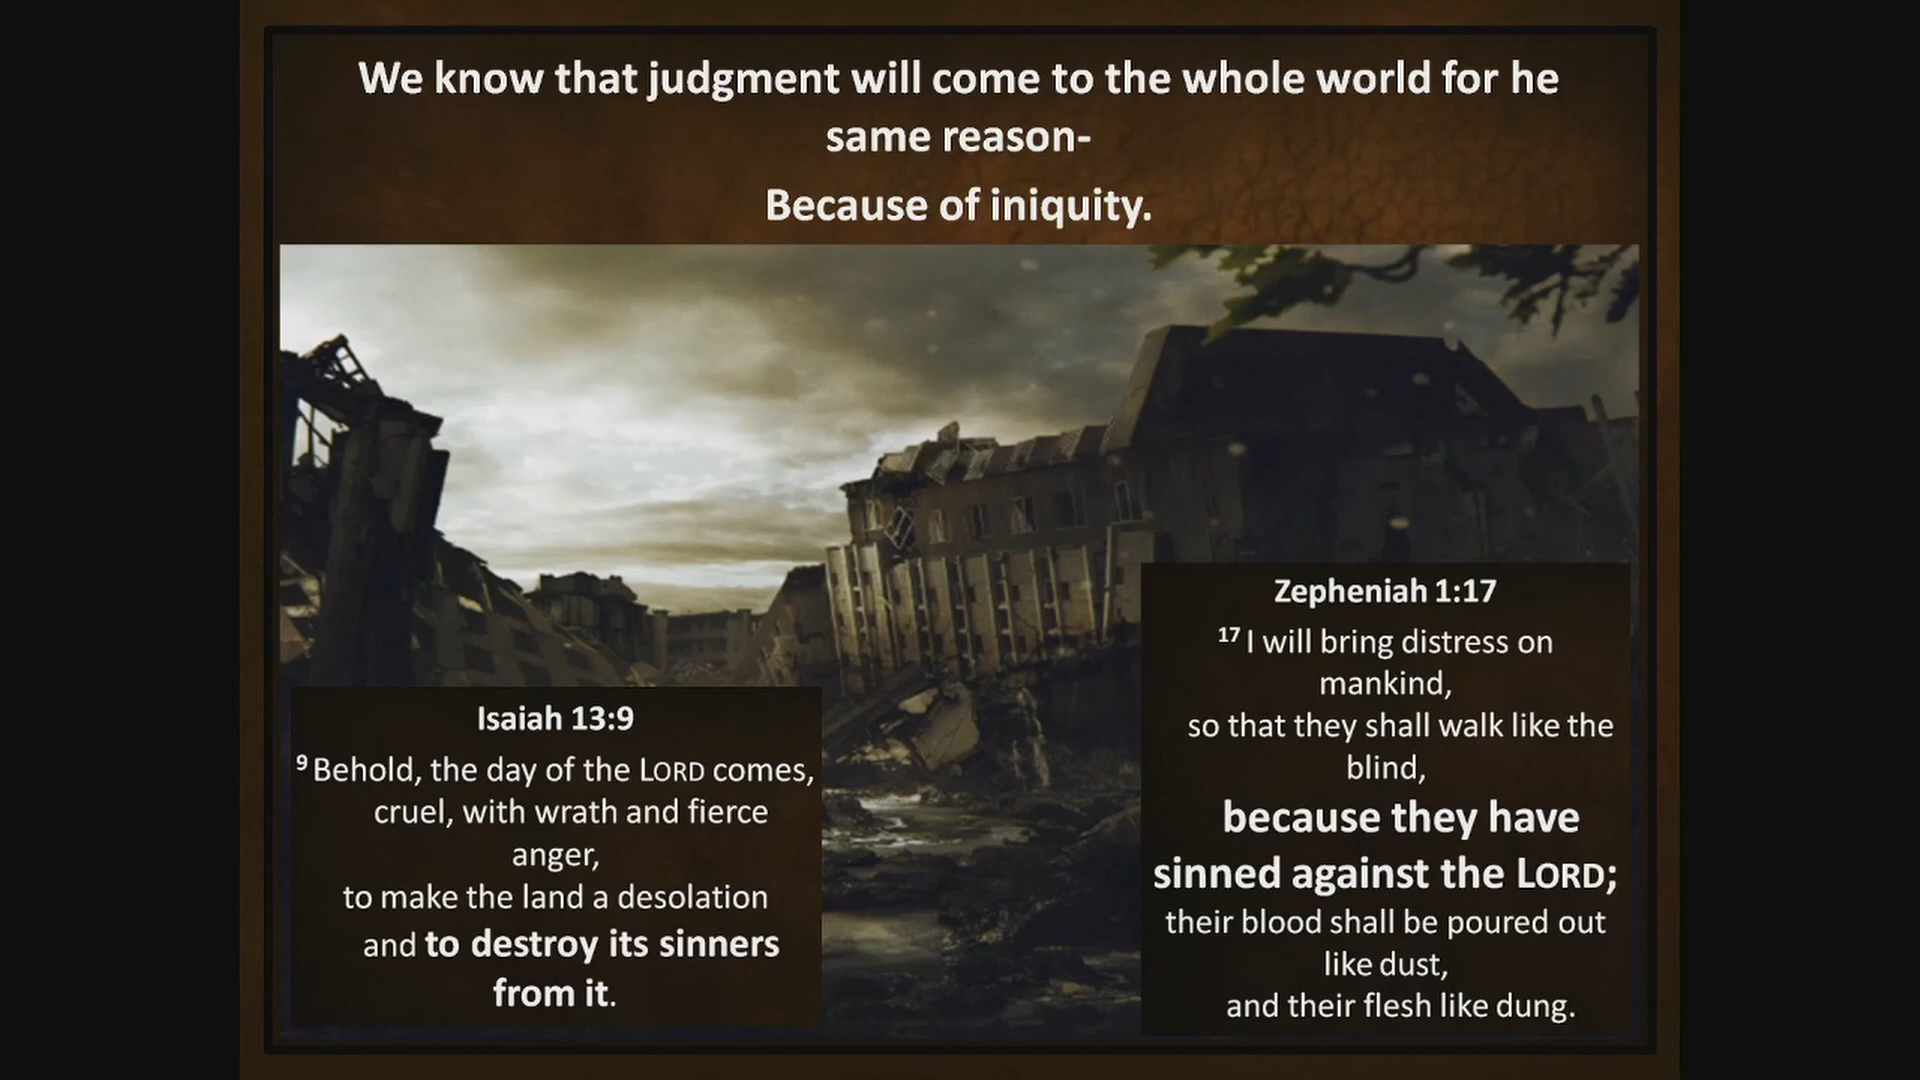 We know that judgment will come to the whole world for he
same reason-
Because of iniquity.
Isaiah 13:9
9 Behold, the day of the LORD comes,
cruel, with wrath and fierce
anger,
to make the land a desolation
and to destroy its sinners
from it.
Zepheniah 1:17
17 I will bring distress on
mankind,
so that they shall walk like the
blind,
because they have
sinned against the LORD;
their blood shall be poured out
like dust,
and their flesh like dung.